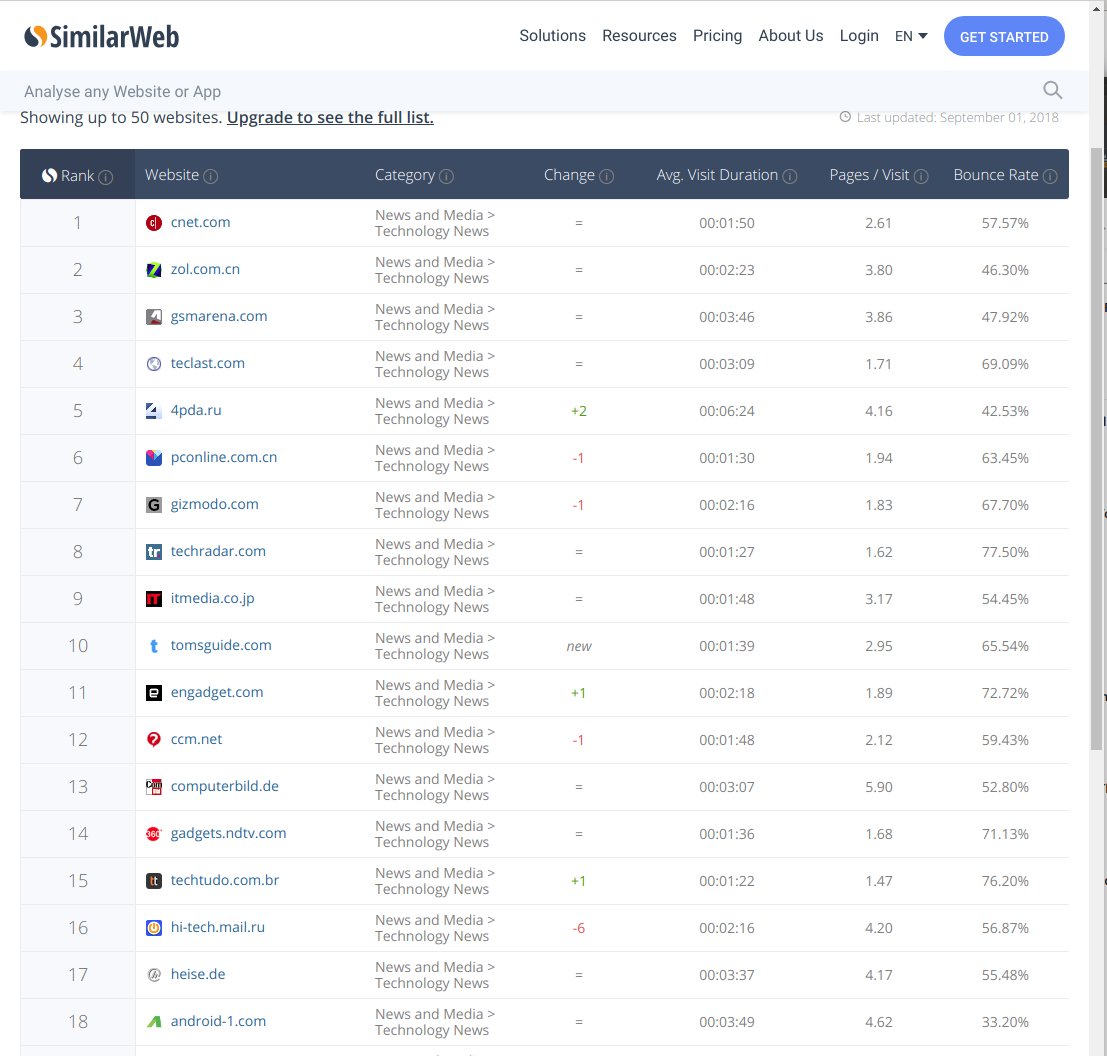 SimilarWeb Solutions Resources Pricing About Us Login EN GET STARTED
Analyse any Website or App
Showing up to 50 websites. Upgrade to see the full list. Last updated: September 01, 2018
Rank Website Category Change Avg. Visit Duration Pages / Visit Bounce Rate
1 cnet.com News and Media > Technology News = 00:01:50 2.61 57.57%
2 zol.com.cn News and Media > Technology News = 00:02:23 3.80 46.30%
3 gsmarena.com News and Media > Technology News = 00:03:46 3.86 47.92%
4 teclast.com News and Media > Technology News = 00:03:09 1.71 69.09%
5 4pda.ru News and Media > Technology News +2 00:06:24 4.16 42.53%
6 pconline.com.cn News and Media > Technology News -1 00:01:30 1.94 63.45%
7 gizmodo.com News and Media > Technology News -1 00:02:16 1.83 67.70%
8 techradar.com News and Media > Technology News = 00:01:27 1.62 77.50%
9 itmedia.co.jp News and Media > Technology News = 00:01:48 3.17 54.45%
10 tomsguide.com News and Media > Technology News new 00:01:39 2.95 65.54%
11 engadget.com News and Media > Technology News +1 00:02:18 1.89 72.72%
12 ccm.net News and Media > Technology News -1 00:01:48 2.12 59.43%
13 computerbild.de News and Media > Technology News = 00:03:07 5.90 52.80%
14 gadgets.ndtv.com News and Media > Technology News = 00:01:36 1.68 71.13%
15 techtudo.com.br News and Media > Technology News +1 00:01:22 1.47 76.20%
16 hi-tech.mail.ru News and Media > Technology News -6 00:02:16 4.20 56.87%
17 heise.de News and Media > Technology News = 00:03:37 4.17 55.48%
18 android-1.com News and Media > Technology News = 00:03:49 4.62 33.20%